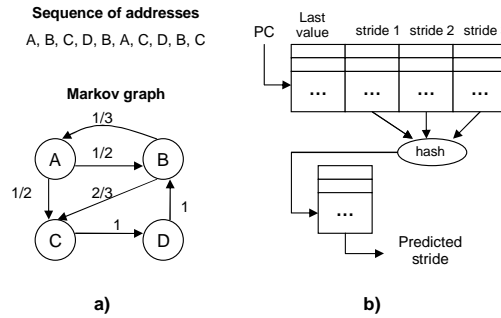 Sequence of addresses
A, B, C, D, B, A, C, D, B, C
Markov graph
1/3
A
1/2
B
1/2
2/3
1
C
1
D
a)
PC
Last
value
stride 1
stride 2
stride
...
...
...
...
hash
...
Predicted
stride
b)